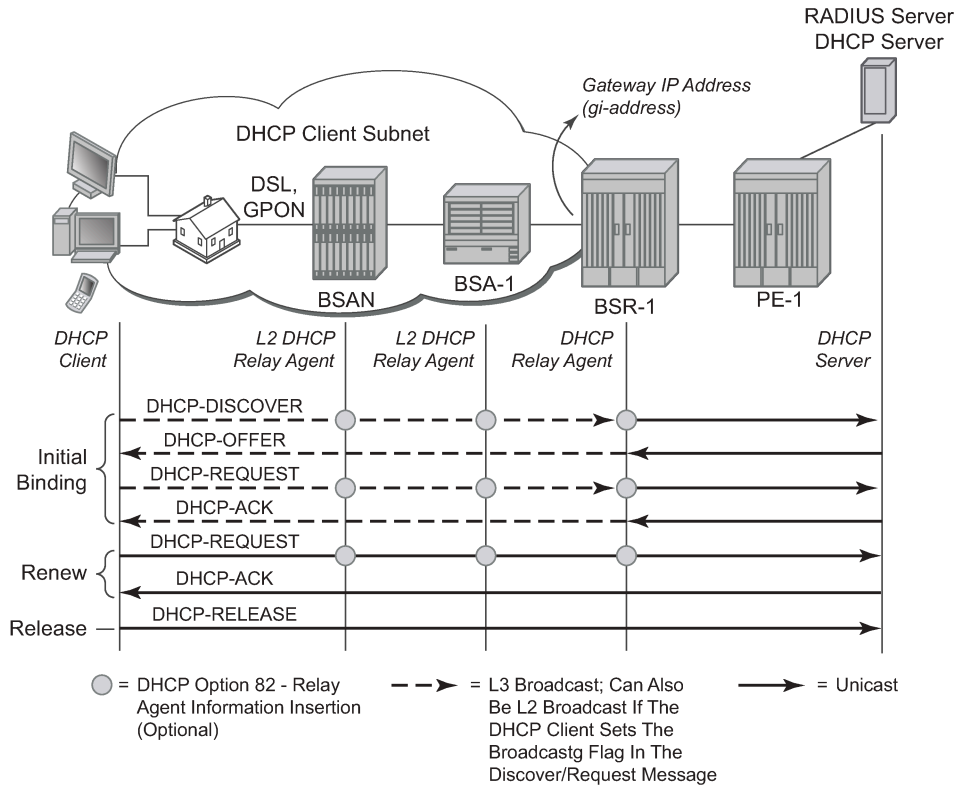 RADIUS Server
DHCP Server
Gateway IP Address
(gi-address)
DHCP Client Subnet
DSL,
GPON
BSAN
BSA-1
BSR-1
PE-1
DHCP
Client
L2 DHCP
Relay Agent
L2 DHCP
Relay Agent
DHCP
Relay Agent
DHCP
Server
Initial
Binding
DHCP-DISCOVER
DHCP-OFFER
DHCP-REQUEST
DHCP-ACK
Renew
DHCP-REQUEST
DHCP-ACK
Release
DHCP-RELEASE
= DHCP Option 82 - Relay
Agent Information Insertion
(Optional)
= L3 Broadcast; Can Also
Be L2 Broadcast If The
DHCP Client Sets The
Broadcastg Flag In The
Discover/Request Message
= Unicast